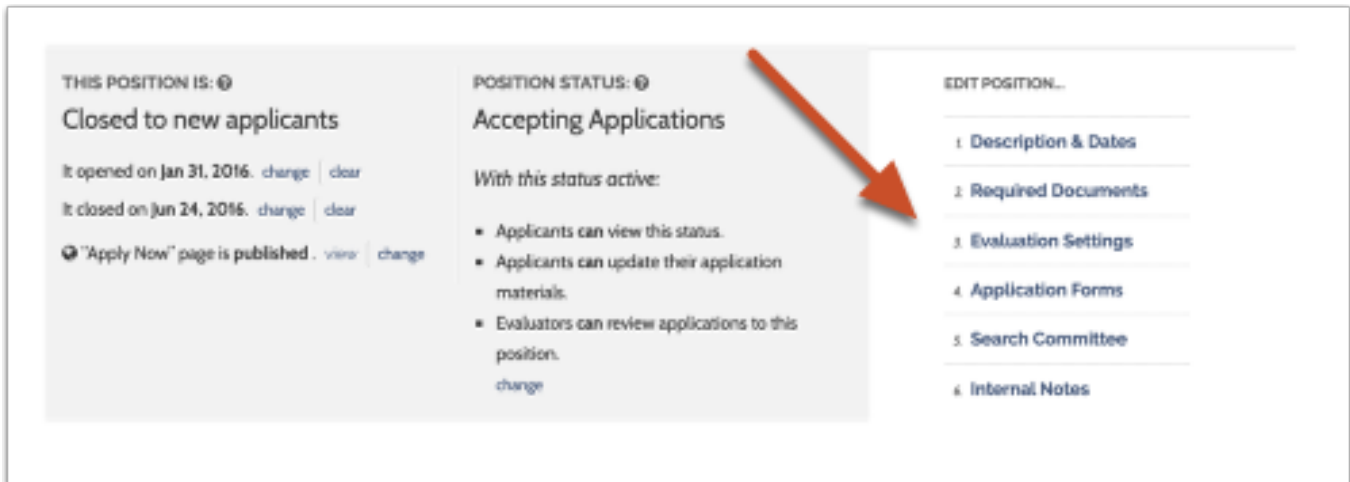 THIS POSITION IS:
Closed to new applicants
It opened on Jan 31, 2016. change | clear
It closed on Jun 24, 2016. change | clear
"Apply Now" page is published . view | change
POSITION STATUS:
Accepting Applications
With this status active:
▪ Applicants can view this status.
▪ Applicants can update their application
materials.
▪ Evaluators can review applications to this
position.
change
EDIT POSITION...
1. Description & Dates
2. Required Documents
3. Evaluation Settings
4. Application Forms
5. Search Committee
6. Internal Notes